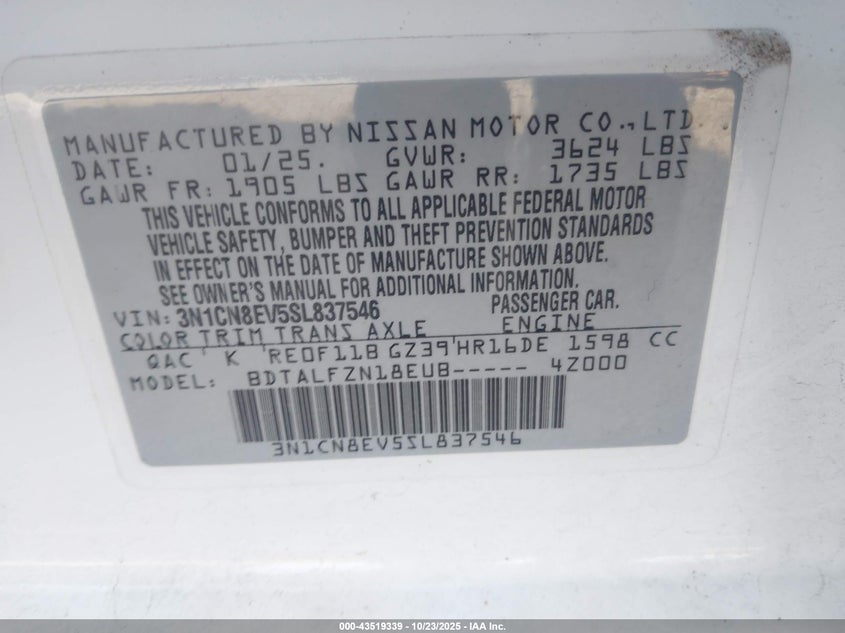 MANUFACTURED BY NISSAN MOTOR CO., LTD.
DATE: 01/25. GVWR: 3624 LBS
GAWR FR: 1905 LBS GAWR RR: 1735 LBS
THIS VEHICLE CONFORMS TO ALL APPLICABLE FEDERAL MOTOR
VEHICLE SAFETY, BUMPER AND THEFT PREVENTION STANDARDS
IN EFFECT ON THE DATE OF MANUFACTURE SHOWN ABOVE.
SEE OWNER'S MANUAL FOR ADDITIONAL INFORMATION.
VIN: 3N1CN8EV5SL837546 PASSENGER CAR.
COLOR TRIM TRANS AXLE ENGINE
QAC K RE0F11B GZ39 HR16DE 1598 CC
MODEL: BDTALFZN18EUB----- 4Z000
3N1CN8EV5SL837546
000-43519339 | 10/23/2025 - IAA Inc.